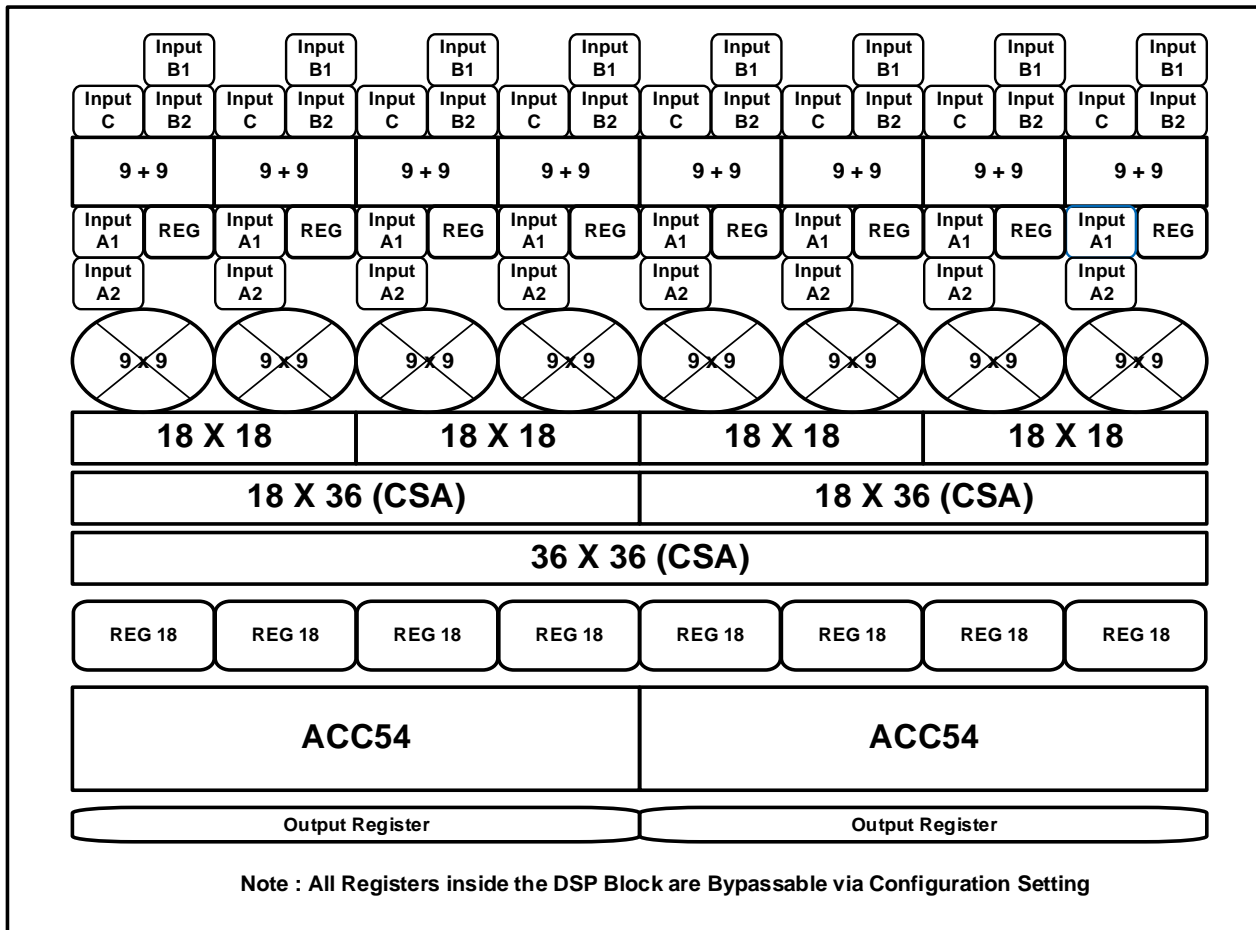 Input B1 Input B1 Input B1 Input B1 Input B1 Input B1 Input B1 Input B1
Input C Input B2 Input C Input B2 Input C Input B2 Input C Input B2 Input C Input B2 Input C Input B2 Input C Input B2 Input C Input B2
9 + 9 9 + 9 9 + 9 9 + 9 9 + 9 9 + 9 9 + 9 9 + 9
Input A1 REG Input A1 REG Input A1 REG Input A1 REG Input A1 REG Input A1 REG Input A1 REG Input A1 REG
Input A2 Input A2 Input A2 Input A2 Input A2 Input A2 Input A2 Input A2
9 x 9 9 x 9 9 x 9 9 x 9 9 x 9 9 x 9 9 x 9 9 x 9
18 X 18 18 X 18 18 X 18 18 X 18
18 X 36 (CSA) 18 X 36 (CSA)
36 X 36 (CSA)
REG 18 REG 18 REG 18 REG 18 REG 18 REG 18 REG 18 REG 18
ACC54 ACC54
Output Register Output Register
Note : All Registers inside the DSP Block are Bypassable via Configuration Setting